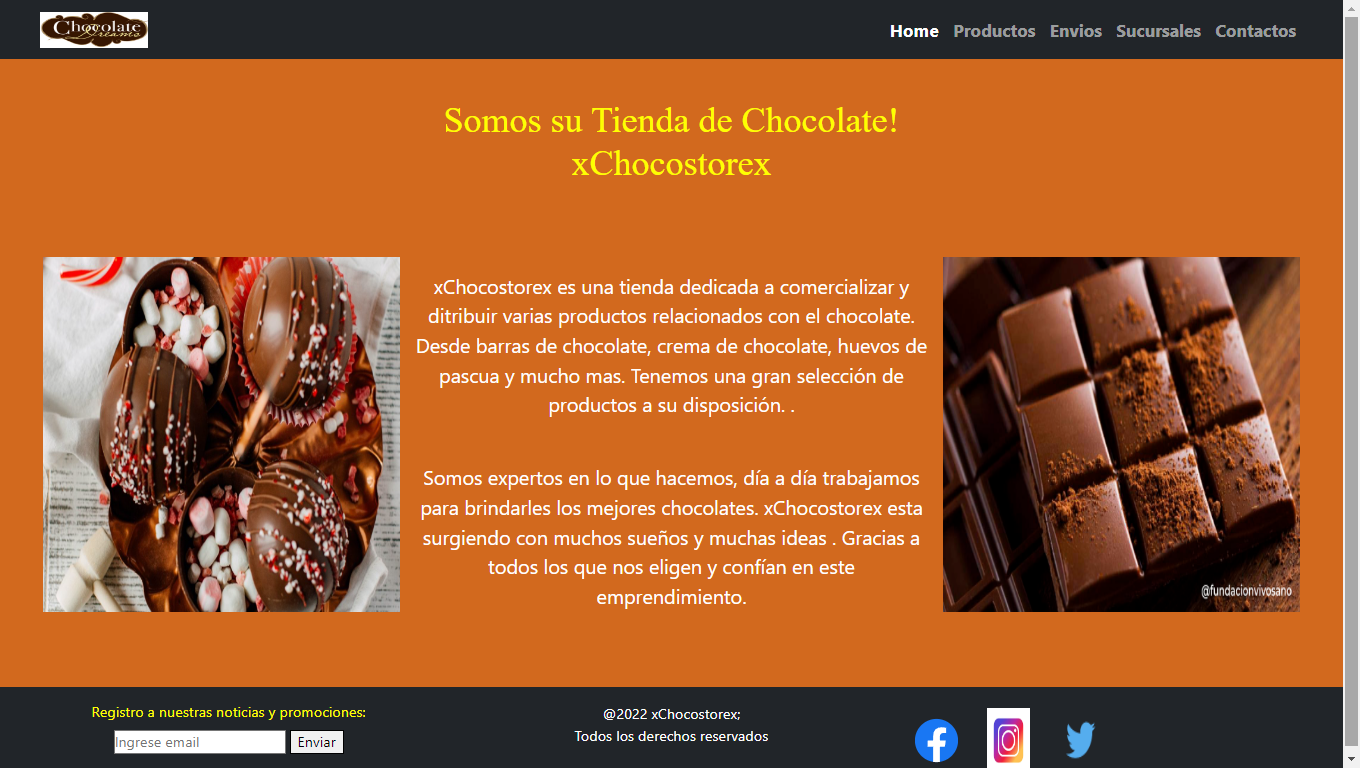 Chocolate
Dreams
Home Productos Envios Sucursales Contactos
Somos su Tienda de Chocolate!
xChocostorex
xChocostorex es una tienda dedicada a comercializar y
ditribuir varias productos relacionados con el chocolate.
Desde barras de chocolate, crema de chocolate, huevos de
pascua y mucho mas. Tenemos una gran selección de
productos a su disposición. .
Somos expertos en lo que hacemos, día a día trabajamos
para brindarles los mejores chocolates. xChocostorex esta
surgiendo con muchos sueños y muchas ideas . Gracias a
todos los que nos eligen y confían en este
emprendimiento.
@fundacionvivosano
Registro a nuestras noticias y promociones:
Ingrese email Enviar
@2022 xChocostorex;
Todos los derechos reservados